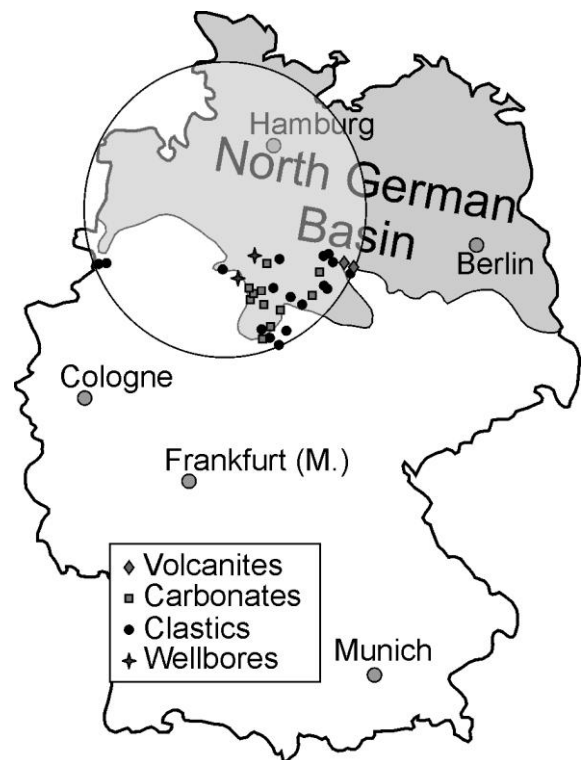 Hamburg
North German
Basin
Berlin
Cologne
Frankfurt (M.)
Volcanites
Carbonates
Clastics
Wellbores
Munich